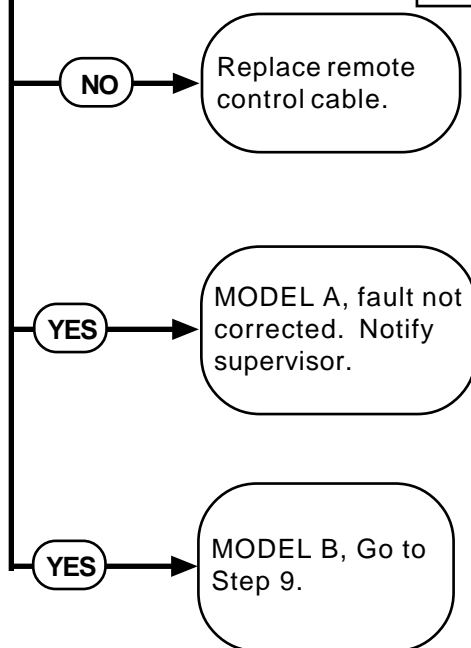 NO
Replace remote
control cable.
YES
MODEL A, fault not
corrected. Notify
supervisor.
YES
MODEL B, Go to
Step 9.